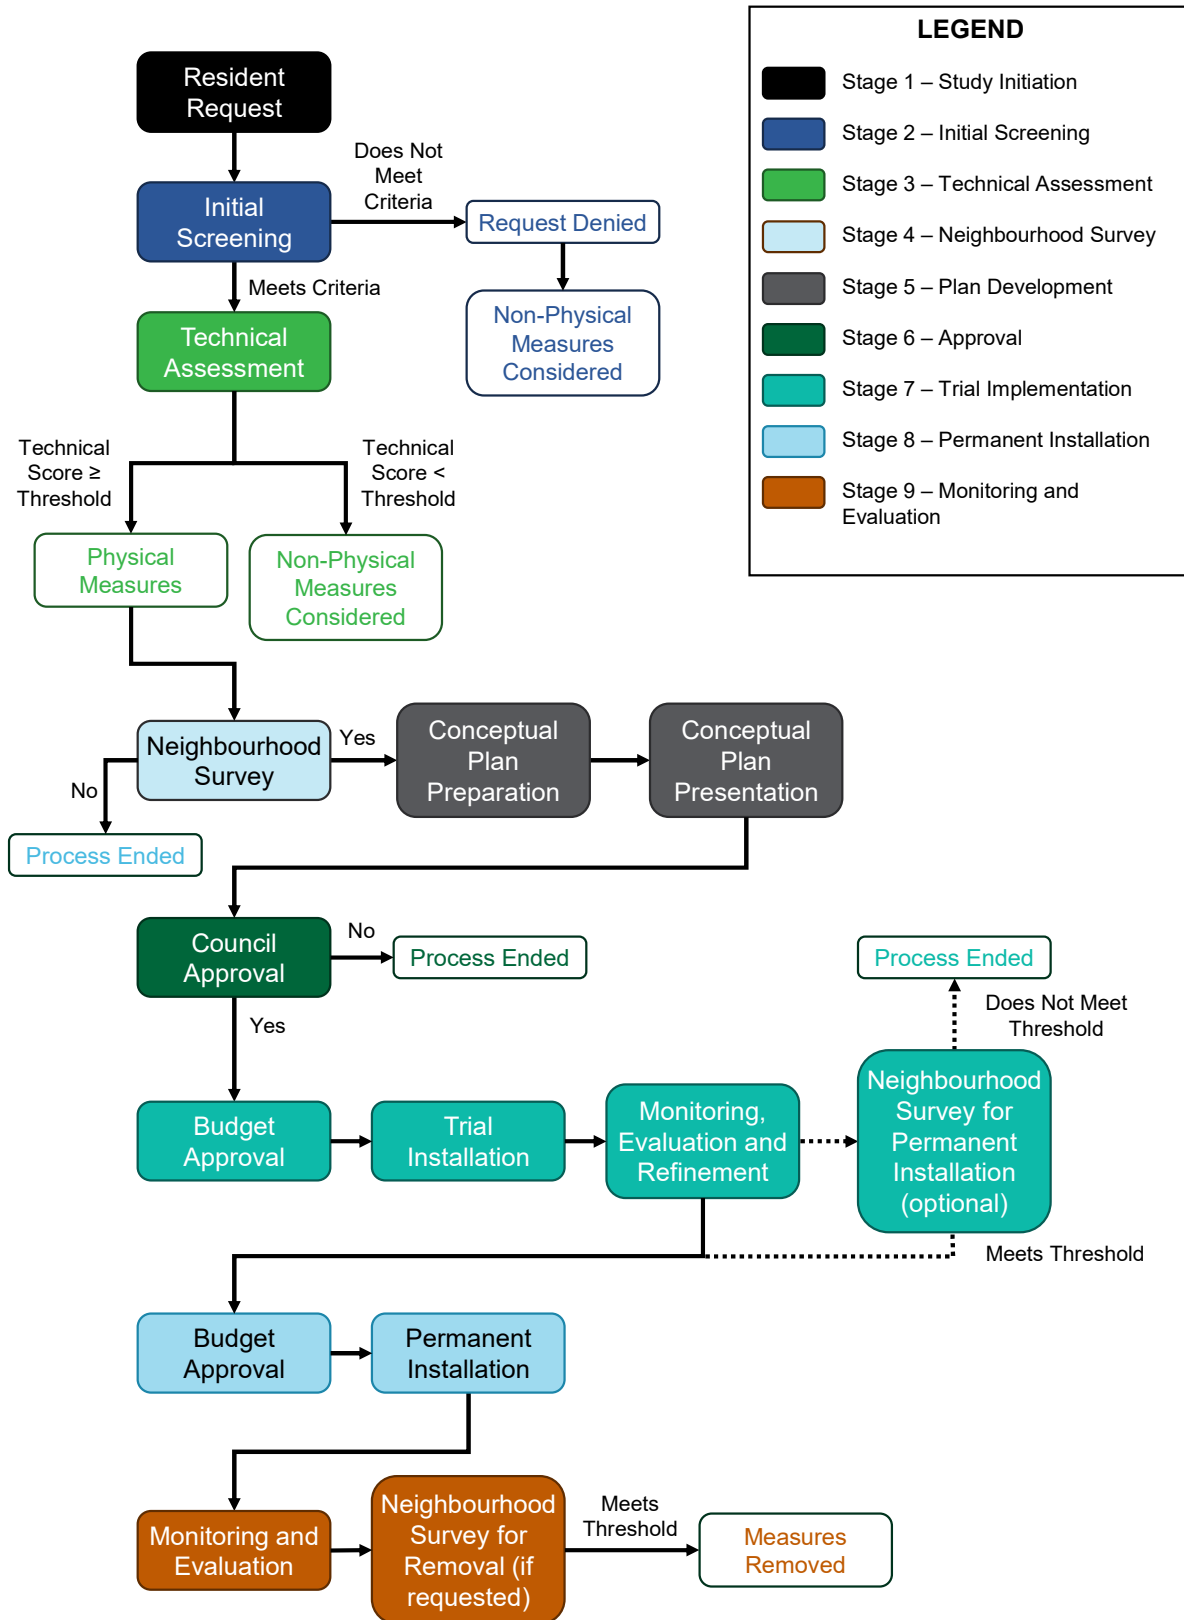 LEGEND
Stage 1 – Study Initiation
Stage 2 – Initial Screening
Stage 3 – Technical Assessment
Stage 4 – Neighbourhood Survey
Stage 5 – Plan Development
Stage 6 – Approval
Stage 7 – Trial Implementation
Stage 8 – Permanent Installation
Stage 9 – Monitoring and
Evaluation
Resident
Request
Does Not
Meet
Criteria
Initial
Screening
Request Denied
Meets Criteria
Non-Physical
Measures
Considered
Technical
Assessment
Technical
Score ≥
Threshold
Technical
Score <
Threshold
Physical
Measures
Non-Physical
Measures
Considered
Neighbourhood
Survey
Yes
Conceptual
Plan
Preparation
Conceptual
Plan
Presentation
No
Process Ended
Council
Approval
No
Process Ended
Process Ended
Yes
Does Not Meet
Threshold
Budget
Approval
Trial
Installation
Monitoring,
Evaluation and
Refinement
Neighbourhood
Survey for
Permanent
Installation
(optional)
Meets Threshold
Budget
Approval
Permanent
Installation
Monitoring and
Evaluation
Neighbourhood
Survey for
Removal (if
requested)
Meets
Threshold
Measures
Removed